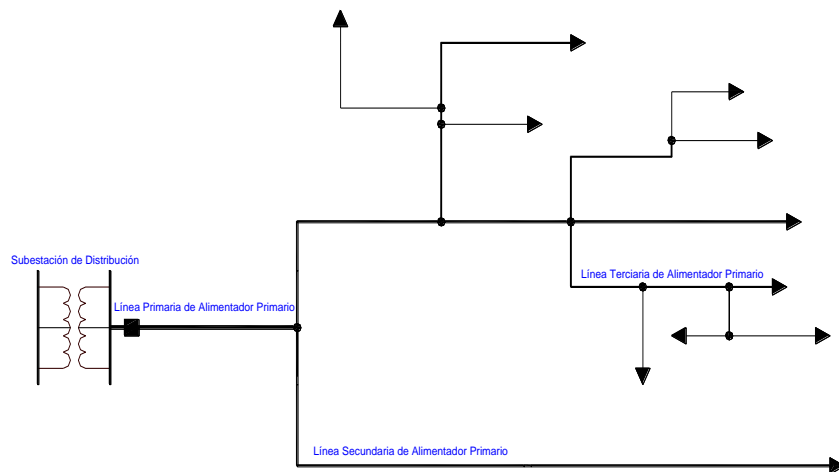 Subestación de Distribución
Línea Terciaria de Alimentador Primario
Línea Primaria de Alimentador Primario
Línea Secundaria de Alimentador Primario